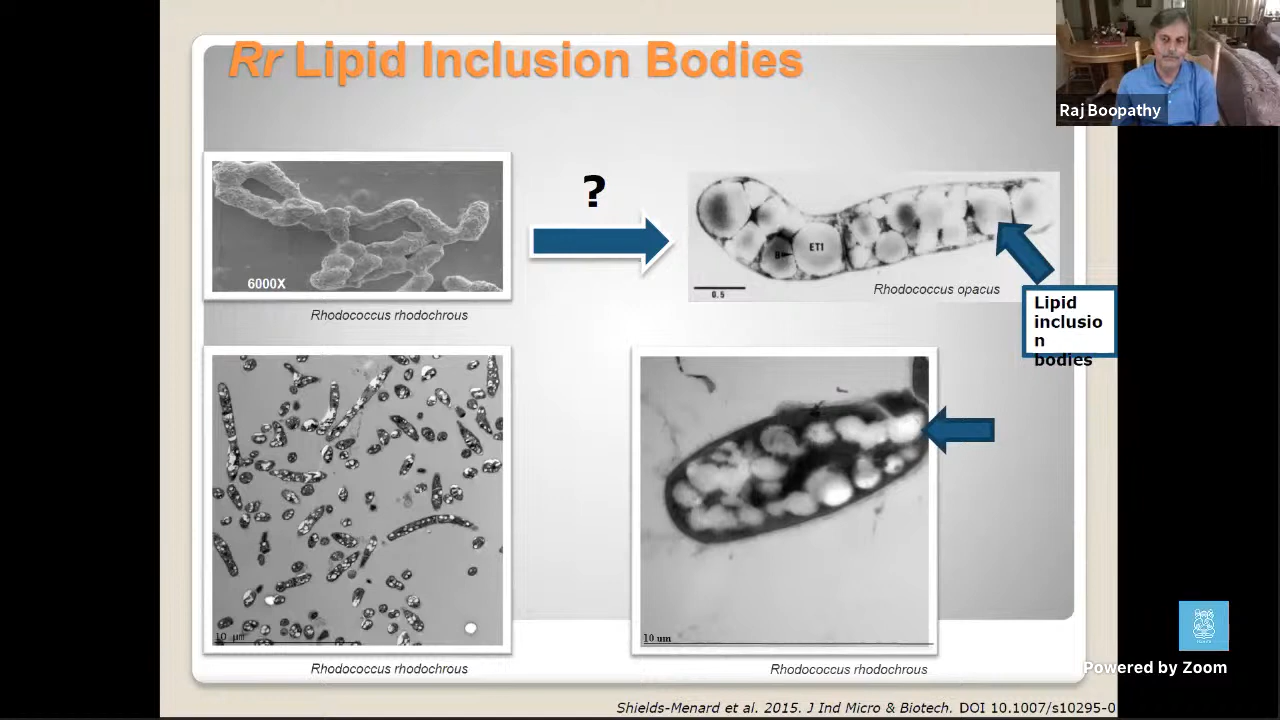 Rr Lipid Inclusion Bodies
Raj Boopathy
?
6000X
Rhodococcus rhodochrous
ET1
B
0.5
Rhodococcus opacus
Lipid
inclusio
n
bodies
10 µm
Rhodococcus rhodochrous
10 um
Rhodococcus rhodochrous
Powered by Zoom
Shields-Menard et al. 2015. J Ind Micro & Biotech. DOI 10.1007/s10295-0